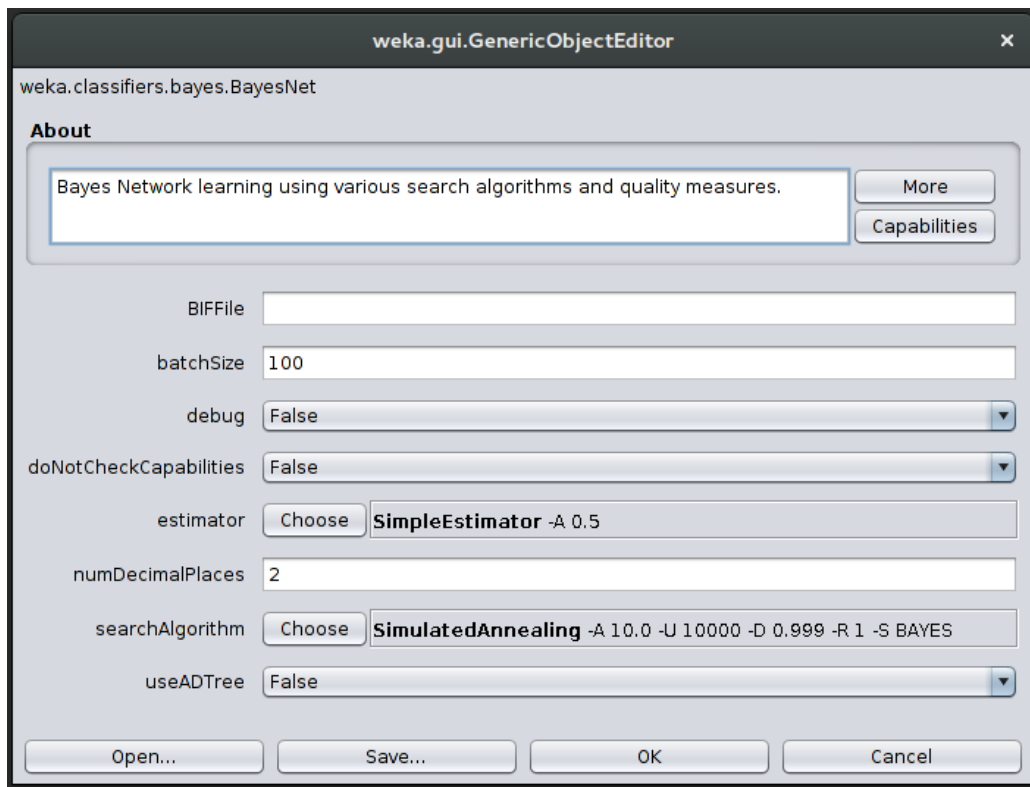 weka.gui.GenericObjectEditor ×
weka.classifiers.bayes.BayesNet
About
Bayes Network learning using various search algorithms and quality measures.
More
Capabilities
BIFFile
batchSize 100
debug False
doNotCheckCapabilities False
estimator Choose SimpleEstimator -A 0.5
numDecimalPlaces 2
searchAlgorithm Choose SimulatedAnnealing -A 10.0 -U 10000 -D 0.999 -R 1 -S BAYES
useADTree False
Open... Save... OK Cancel